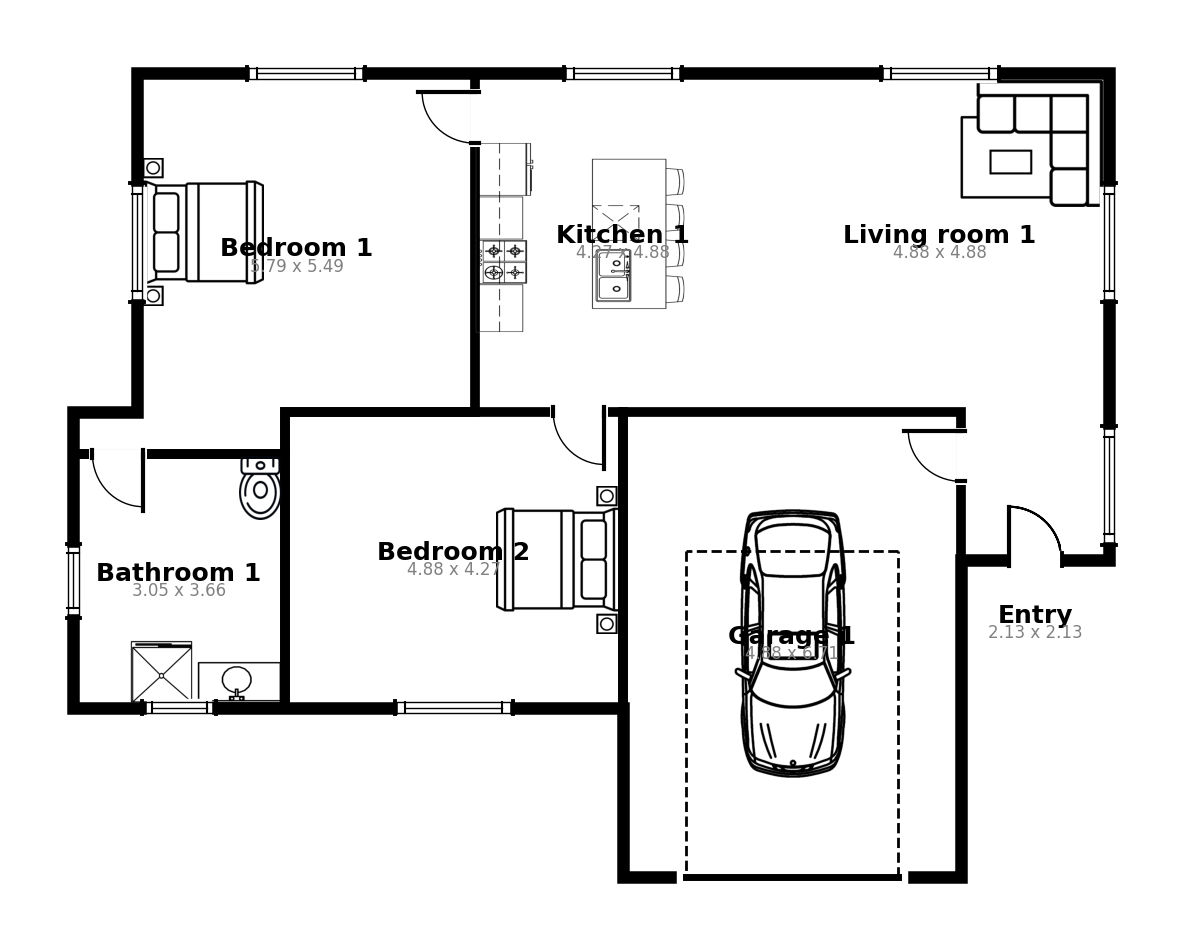 Bedroom 1
5.79 x 5.49
Kitchen 1
4.27 x 4.88
Living room 1
4.88 x 4.88
Bedroom 2
4.88 x 4.27
Bathroom 1
3.05 x 3.66
Garage 1
4.88 x 6.71
Entry
2.13 x 2.13